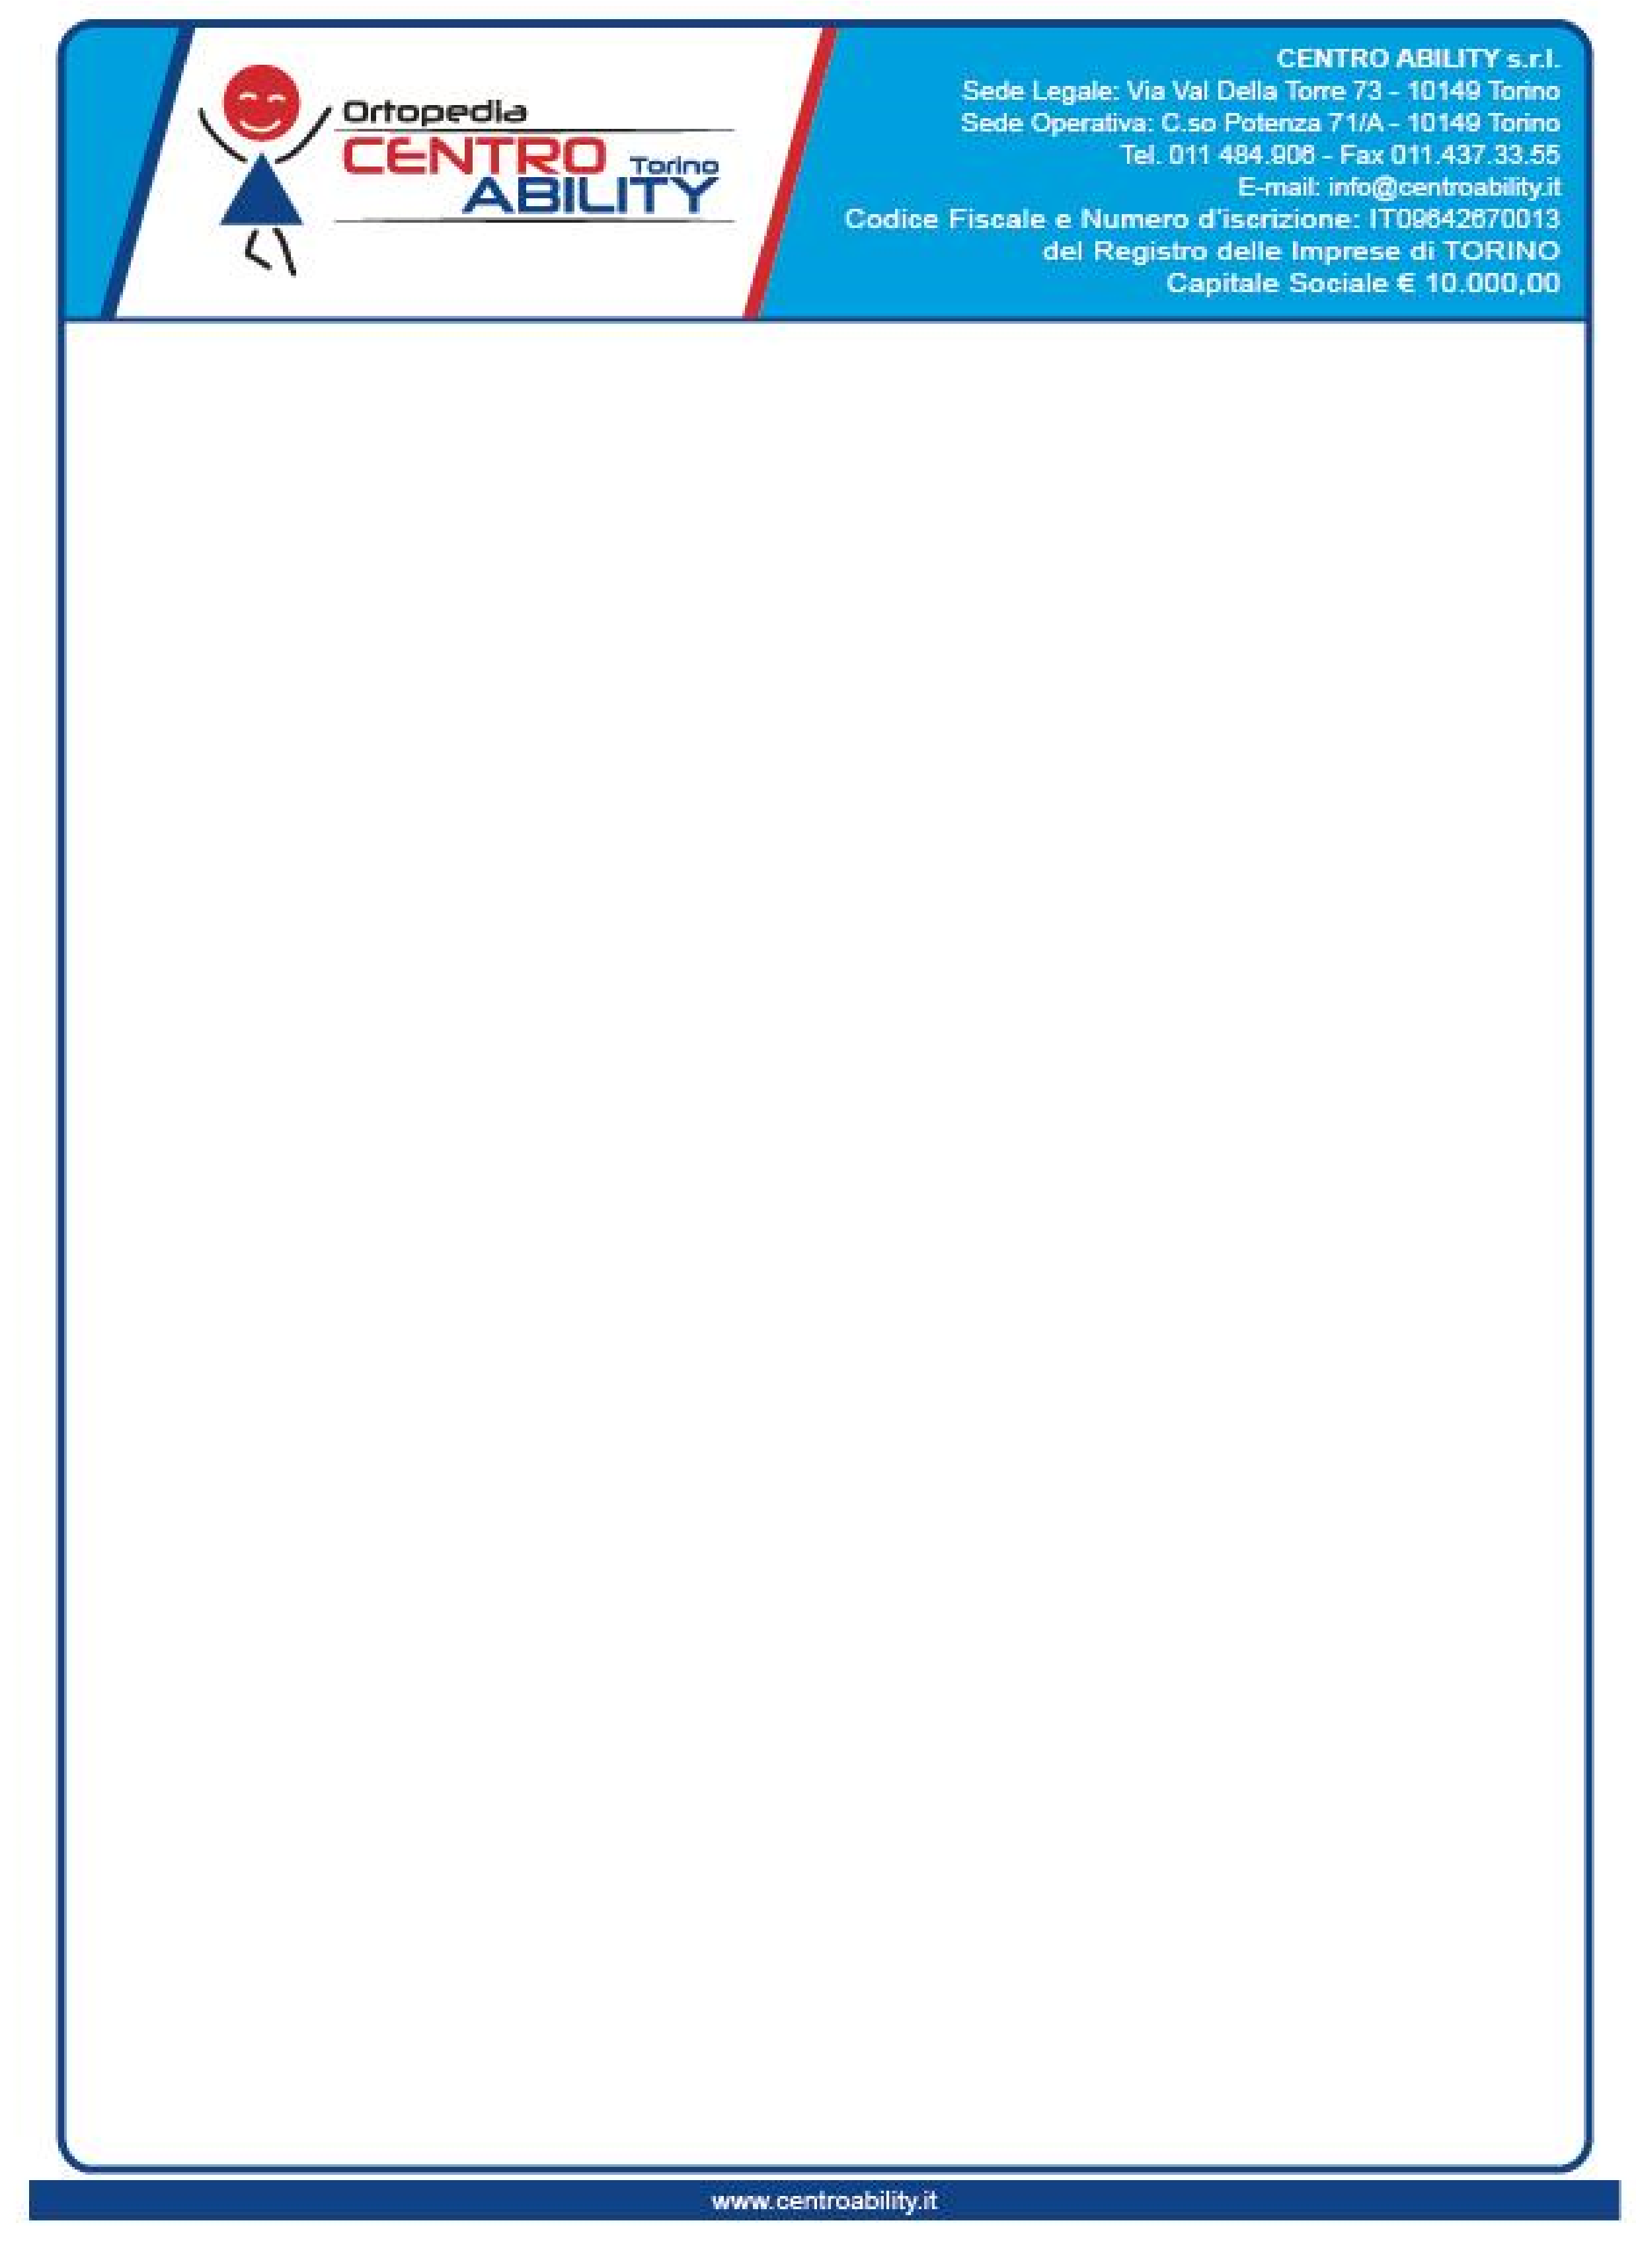 Ortopedia
CENTRO Torino
ABILITY
CENTRO ABILITY s.r.l.
Sede Legale: Via Val Della Torre 73 - 10149 Torino
Sede Operativa: C.so Potenza 71/A - 10149 Torino
Tel. 011 484.906 - Fax 011.437.33.55
E-mail: info@centroability.it
Codice Fiscale e Numero d'iscrizione: IT09642670013
del Registro delle Imprese di TORINO
Capitale Sociale € 10.000,00
www.centroability.it